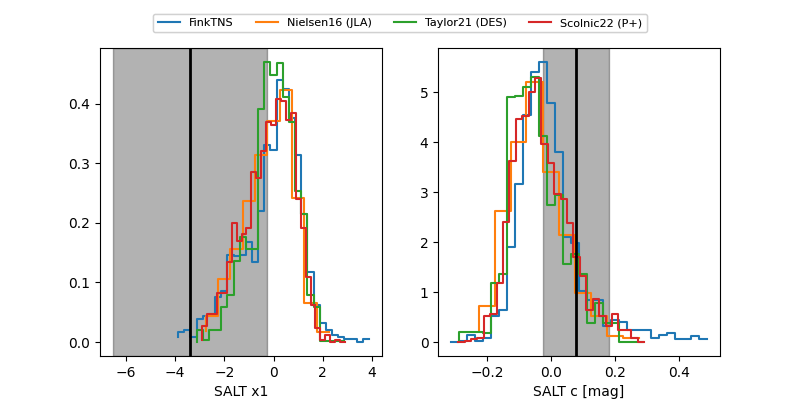 FinkTNS Nielsen16 (JLA) Taylor21 (DES) Scolnic22 (P+)
0.4
0.3
0.2
0.1
0.0
−6 −4 −2 0 2 4
SALT x1
5
4
3
2
1
0
−0.2 0.0 0.2 0.4
SALT c [mag]